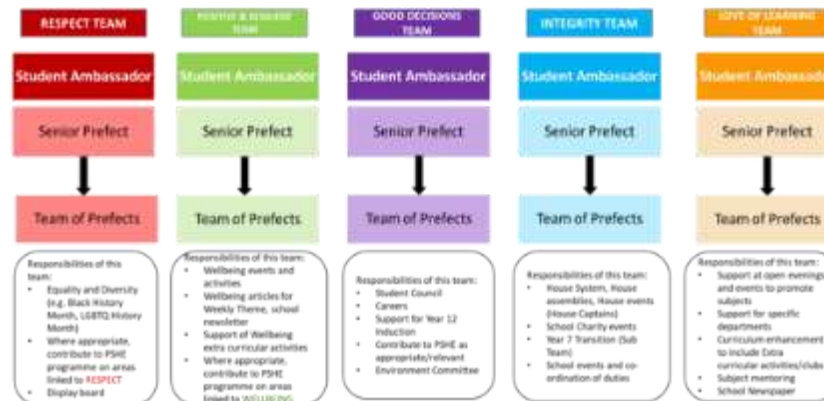 RESPECT TEAM
POSITIVE & RESILIENT
TEAM
GOOD DECISIONS
TEAM
INTEGRITY TEAM
LOVE OF LEARNING
TEAM
Student Ambassador
Student Ambassador
Student Ambassador
Student Ambassador
Student Ambassad
Senior Prefect
Senior Prefect
Senior Prefect
Senior Prefect
Senior Prefect
Team of Prefects
Team of Prefects
Team of Prefects
Team of Prefects
Team of Prefects
Responsibilities of this
team:
• Equality and Diversity
(e.g. Black History
Month, LGBTQ History
Month)
• Where appropriate,
contribute to PSHE
programme on areas
linked to RESPECT
• Display board
Responsibilities of this team:
• Wellbeing events and
activities
• Wellbeing articles for
Weekly Theme, school
newsletter
• Support of Wellbeing
extra curricular activities
• Where appropriate,
contribute to PSHE
programme on areas
linked to WELLBEING
Responsibilities of this team:
• Student Council
• Careers
• Support for Year 12
Induction
• Contribute to PSHE as
appropriate/relevant
• Environment Committee
Responsibilities of this team:
• House System, House
assemblies, House events
(House Captains)
• School Charity events
• Year 7 Transition (Sub
Team)
• School events and co-
ordination of duties
Responsibilities of this team:
• Support at open evenings
and events to promote
subjects
• Support for specific
departments
• Curriculum enhancement
to include Extra
curricular activities/clubs
• Subject mentoring
• School Newspaper